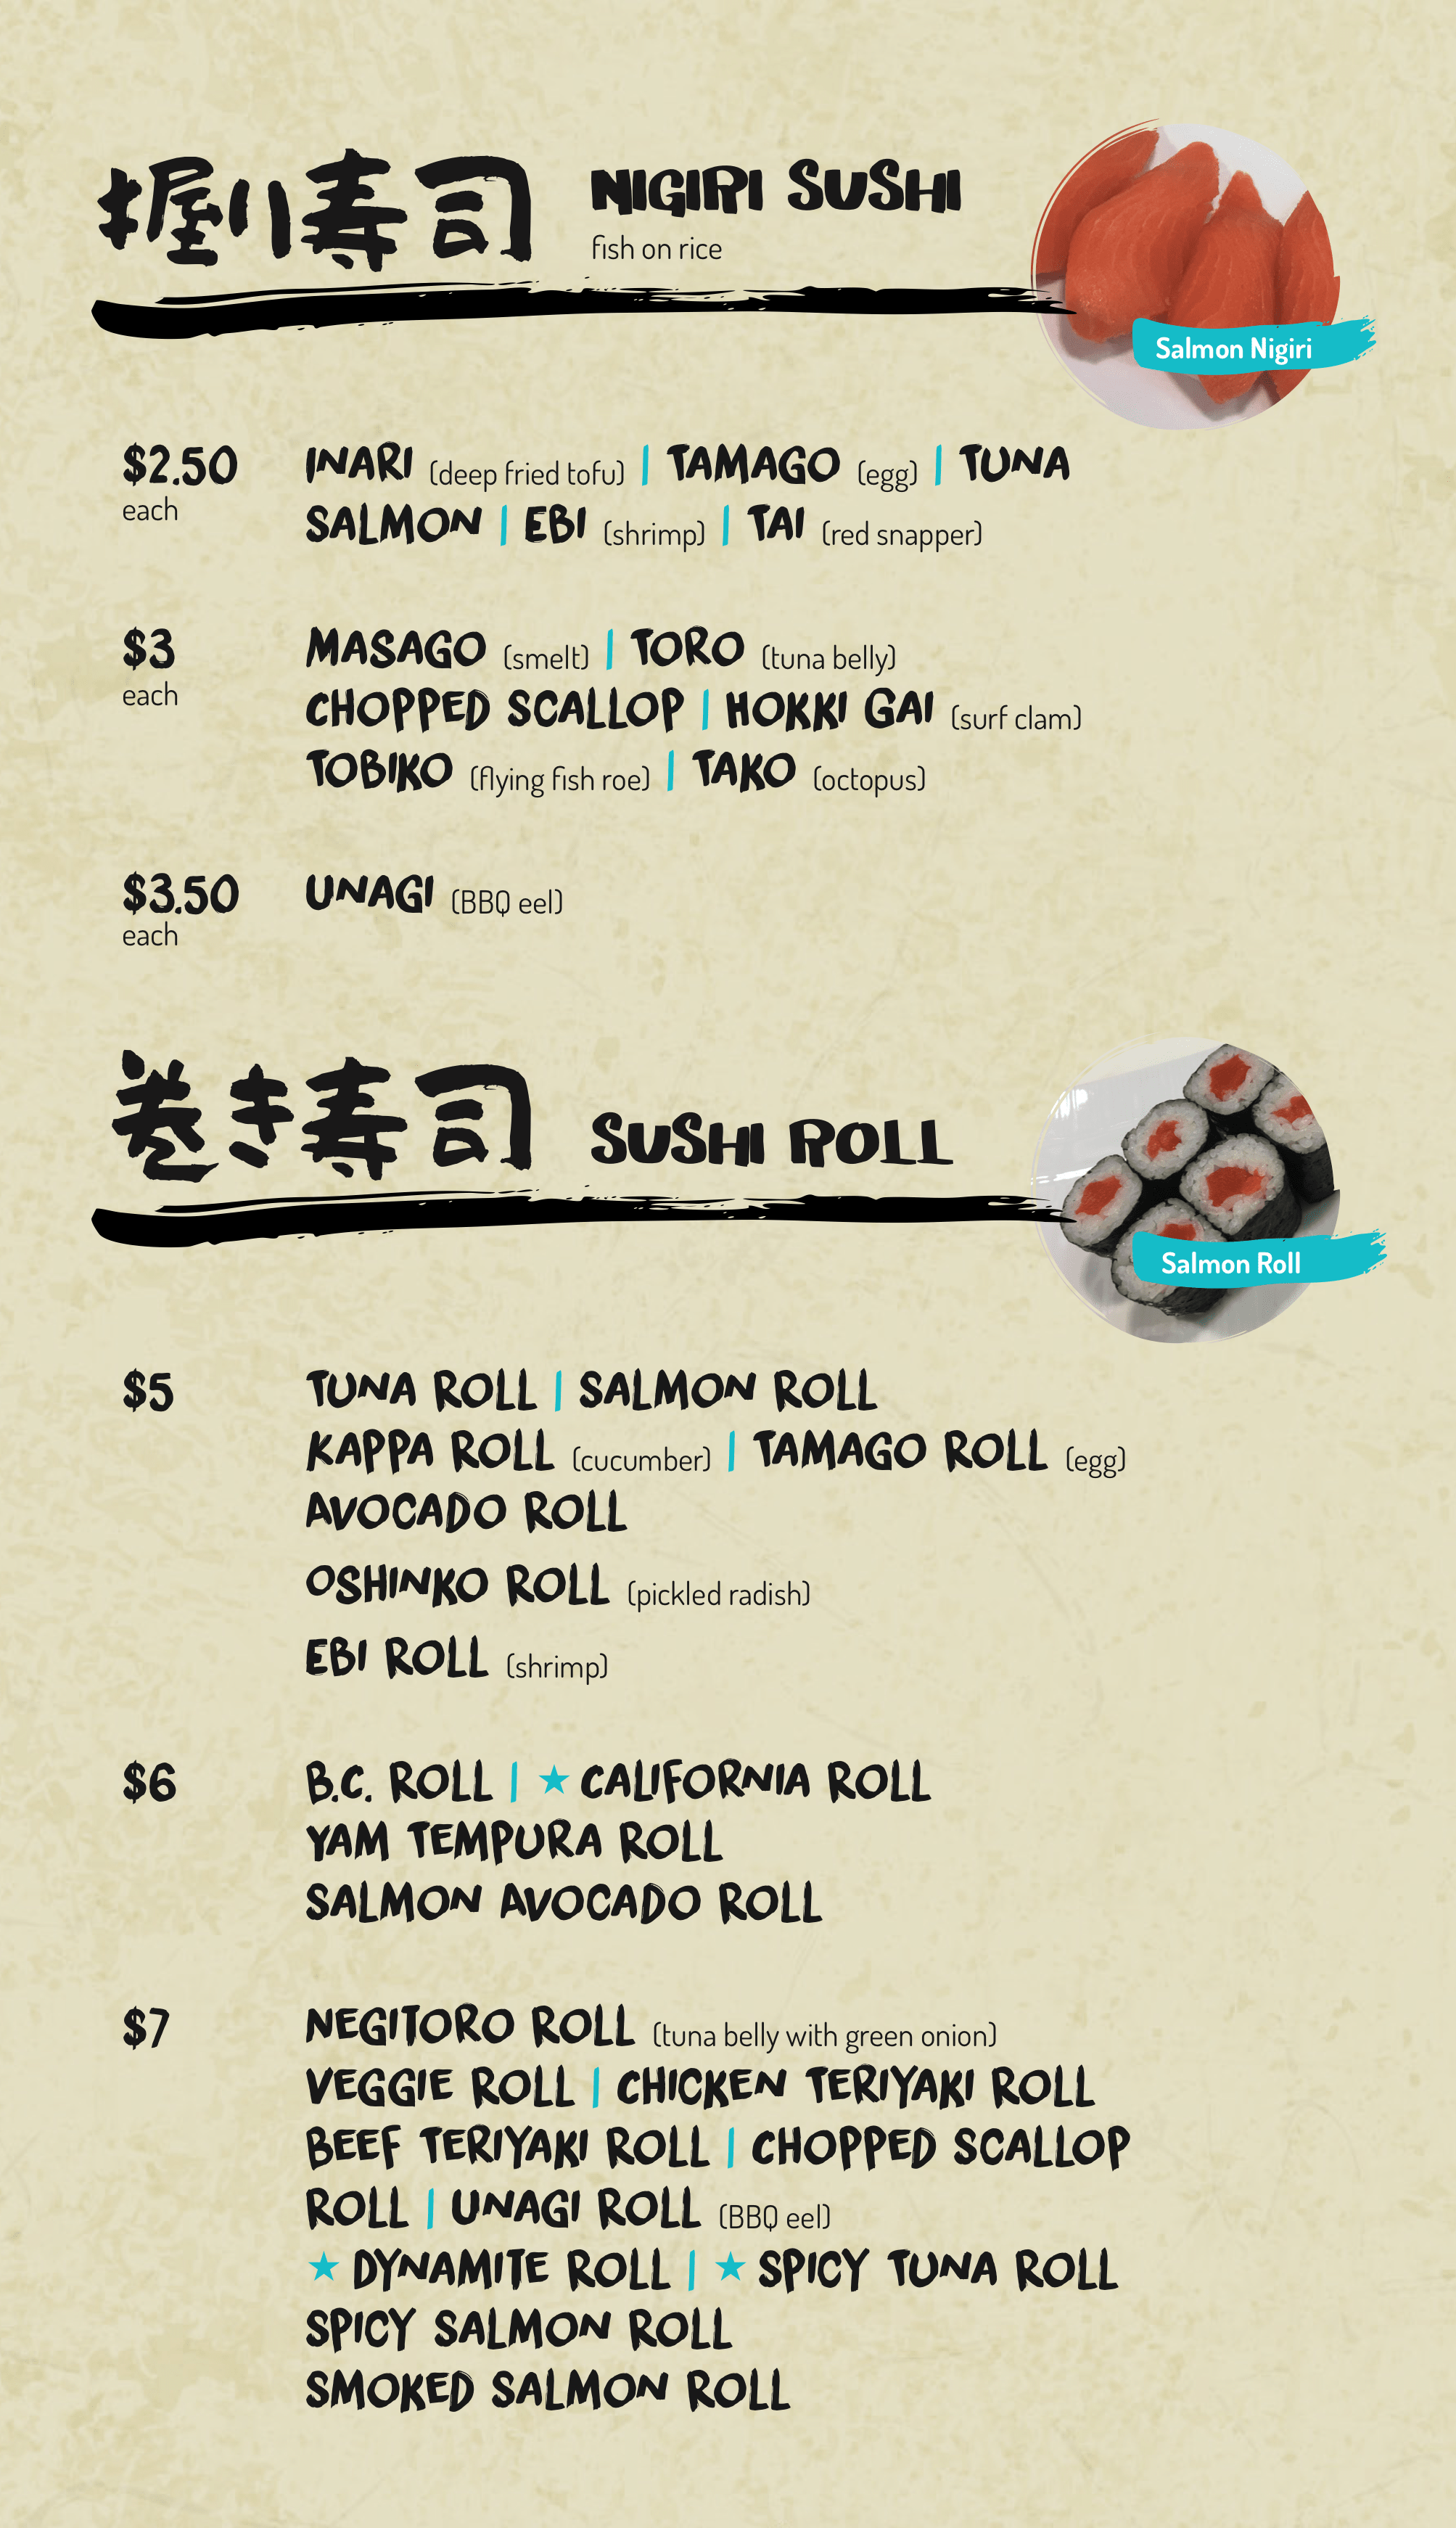 握り寿司 NIGIRI SUSHI
fish on rice
Salmon Nigiri
$2.50 INARI (deep fried tofu) | TAMAGO (egg) | TUNA
each
SALMON | EBI (shrimp) | TAI (red snapper)
$3 MASAGO (smelt) | TORO (tuna belly)
each
CHOPPED SCALLOP | HOKKI GAI (surf clam)
TOBIKO (flying fish roe) | TAKO (octopus)
$3.50 UNAGI (BBQ eel)
each
巻き寿司 SUSHI ROLL
Salmon Roll
$5 TUNA ROLL | SALMON ROLL
KAPPA ROLL (cucumber) | TAMAGO ROLL (egg)
AVOCADO ROLL
OSHINKO ROLL (pickled radish)
EBI ROLL (shrimp)
$6 B.C. ROLL | ★ CALIFORNIA ROLL
YAM TEMPURA ROLL
SALMON AVOCADO ROLL
$7 NEGITORO ROLL (tuna belly with green onion)
VEGGIE ROLL | CHICKEN TERIYAKI ROLL
BEEF TERIYAKI ROLL | CHOPPED SCALLOP
ROLL | UNAGI ROLL (BBQ eel)
★ DYNAMITE ROLL | ★ SPICY TUNA ROLL
SPICY SALMON ROLL
SMOKED SALMON ROLL